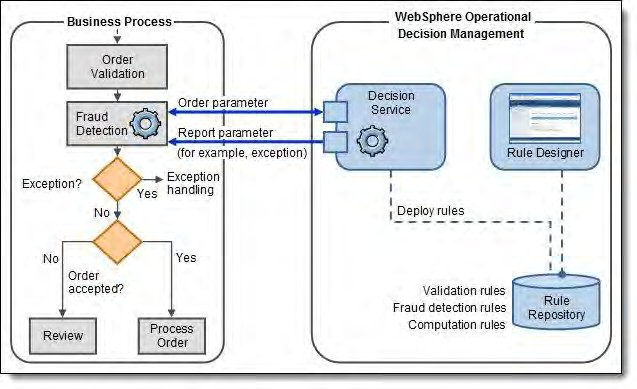 Business Process
Order
Validation
Fraud
Detection
Exception?
Yes
Exception
handling
No
No
Yes
Order
accepted?
Review
Process
Order
Order parameter
Report parameter
(for example, exception)
WebSphere Operational
Decision Management
Decision
Service
Rule Designer
Deploy rules
Validation rules
Fraud detection rules
Computation rules
Rule
Repository